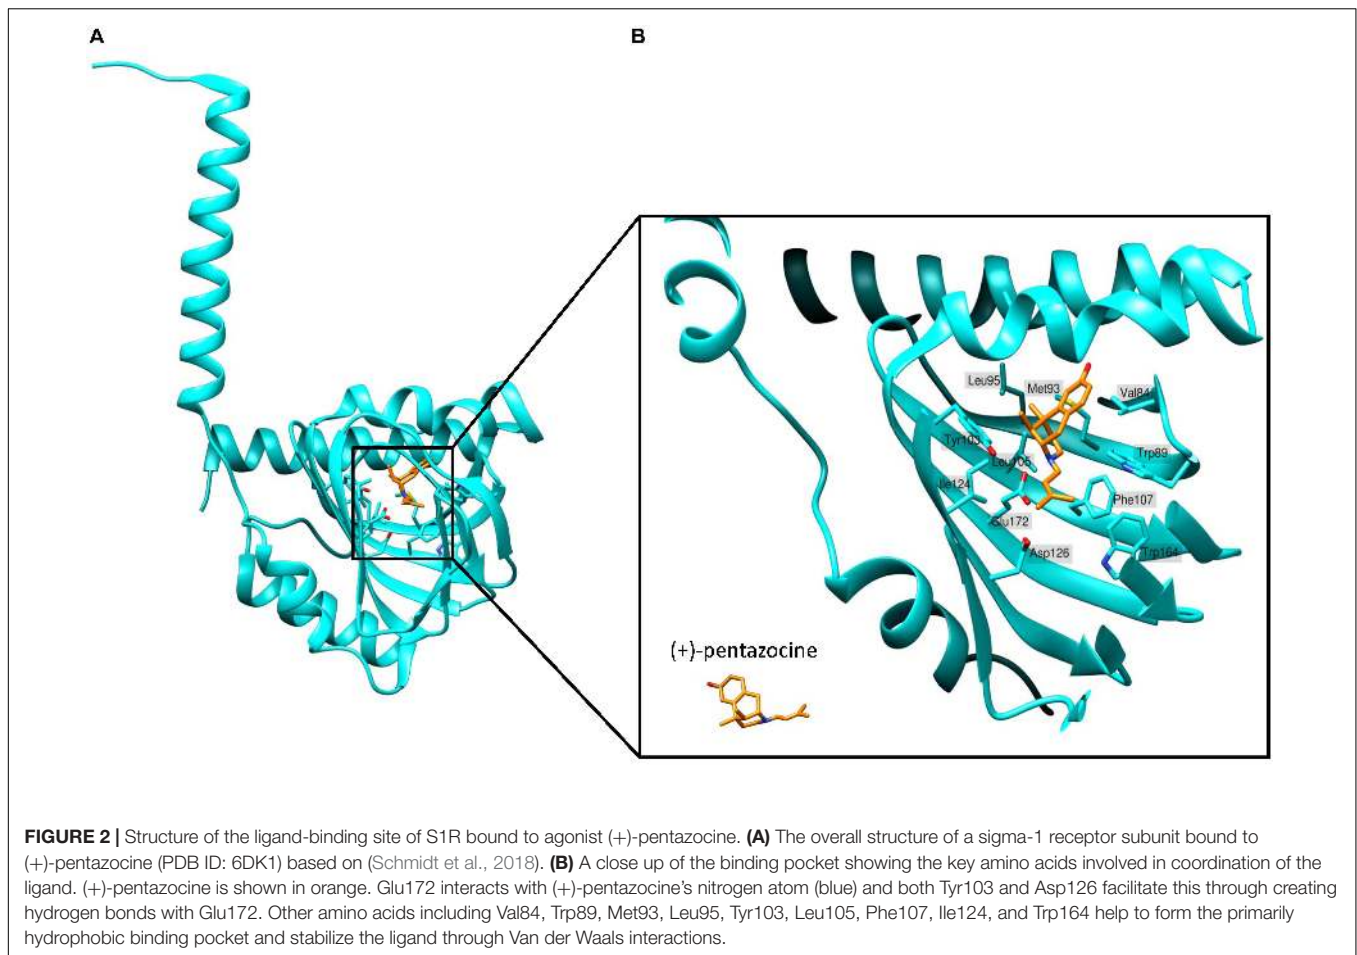 A
B
Leu95
Met93
Val84
Tyr103
Leu105
Trp89
Ile124
Phe107
Glu172
Asp126
Trp164
(+)-pentazocine
FIGURE 2 | Structure of the ligand-binding site of S1R bound to agonist (+)-pentazocine. (A) The overall structure of a sigma-1 receptor subunit bound to
(+)-pentazocine (PDB ID: 6DK1) based on (Schmidt et al., 2018). (B) A close up of the binding pocket showing the key amino acids involved in coordination of the
ligand. (+)-pentazocine is shown in orange. Glu172 interacts with (+)-pentazocine's nitrogen atom (blue) and both Tyr103 and Asp126 facilitate this through creating
hydrogen bonds with Glu172. Other amino acids including Val84, Trp89, Met93, Leu95, Tyr103, Leu105, Phe107, Ile124, and Trp164 help to form the primarily
hydrophobic binding pocket and stabilize the ligand through Van der Waals interactions.